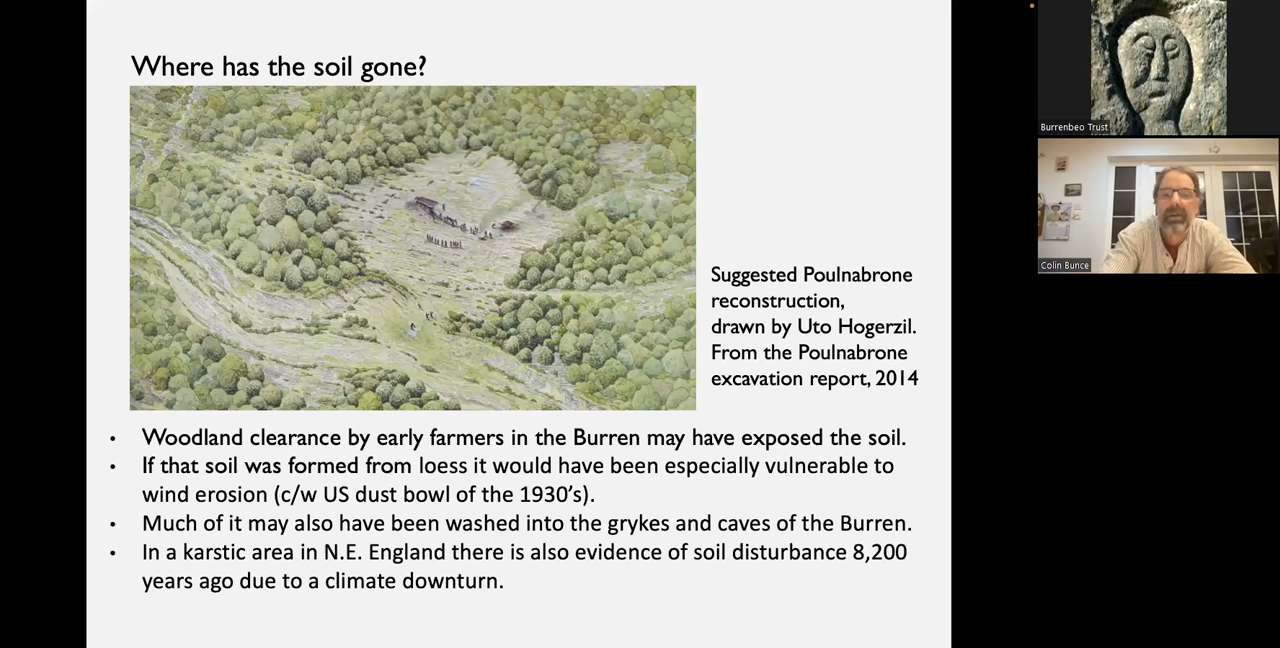 Where has the soil gone?
Suggested Poulnabrone
reconstruction,
drawn by Uto Hogerzil.
From the Poulnabrone
excavation report, 2014
• Woodland clearance by early farmers in the Burren may have exposed the soil.
• If that soil was formed from loess it would have been especially vulnerable to
wind erosion (c/w US dust bowl of the 1930’s).
• Much of it may also have been washed into the grykes and caves of the Burren.
• In a karstic area in N.E. England there is also evidence of soil disturbance 8,200
years ago due to a climate downturn.
Burrenbeo Trust
Colin Bunce